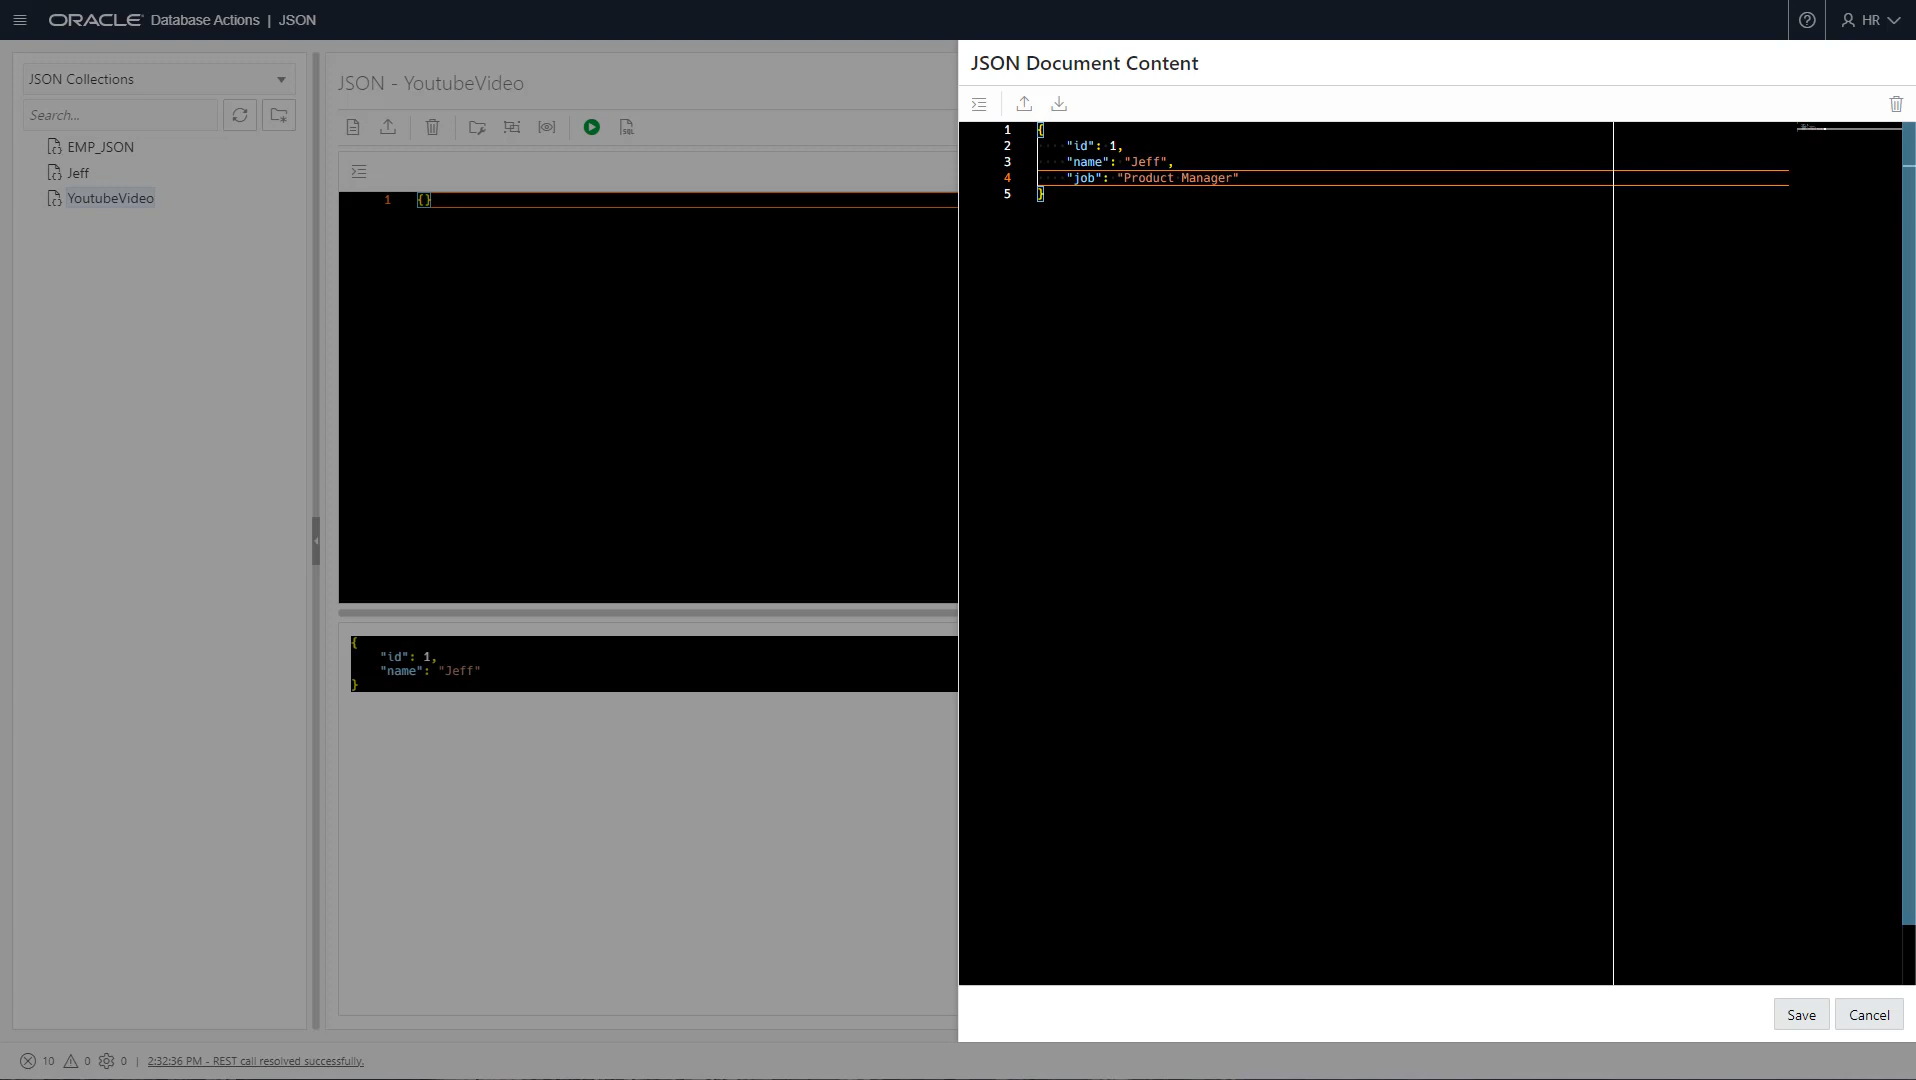 ORACLE Database Actions | JSON
HR
JSON Collections
Search...
EMP_JSON
Jeff
YoutubeVideo
JSON - YoutubeVideo
1 {}
{
"id": 1,
"name": "Jeff"
}
JSON Document Content
1 {
2 "id": 1,
3 "name": "Jeff",
4 "job": "Product Manager"
5 }
Save Cancel
10 0 0 | 2:32:36 PM - REST call resolved successfully.